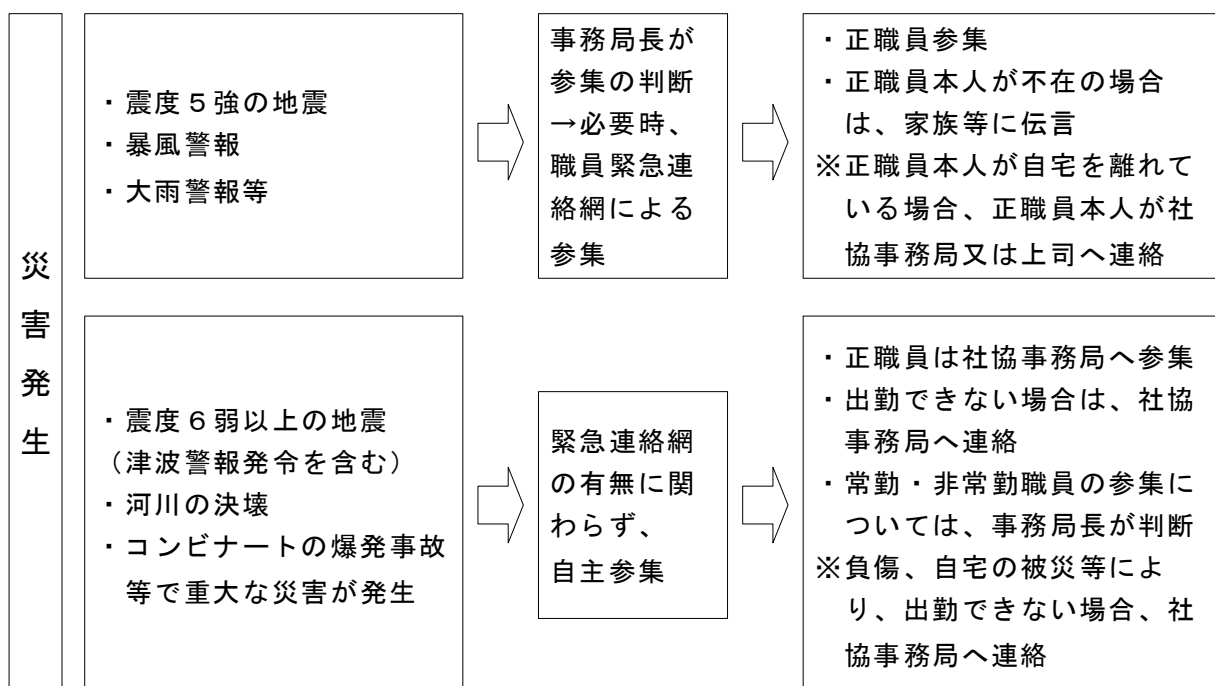 災害発生
・震度５強の地震
・暴風警報
・大雨警報等
事務局長が
参集の判断
→必要時、
職員緊急連
絡網による
参集
・正職員参集
・正職員本人が不在の場合
は、家族等に伝言
※正職員本人が自宅を離れて
いる場合、正職員本人が社
協事務局又は上司へ連絡
・震度６弱以上の地震
（津波警報発令を含む）
・河川の決壊
・コンビナートの爆発事故
等で重大な災害が発生
緊急連絡網
の有無に関
わらず、
自主参集
・正職員は社協事務局へ参集
・出勤できない場合は、社協
事務局へ連絡
・常勤・非常勤職員の参集に
ついては、事務局長が判断
※負傷、自宅の被災等によ
り、出勤できない場合、社
協事務局へ連絡